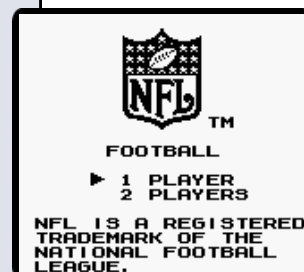 NFL
TM
FOOTBALL
1 PLAYER
2 PLAYERS
NFL IS A REGISTERED
TRADEMARK OF THE
NATIONAL FOOTBALL
LEAGUE.